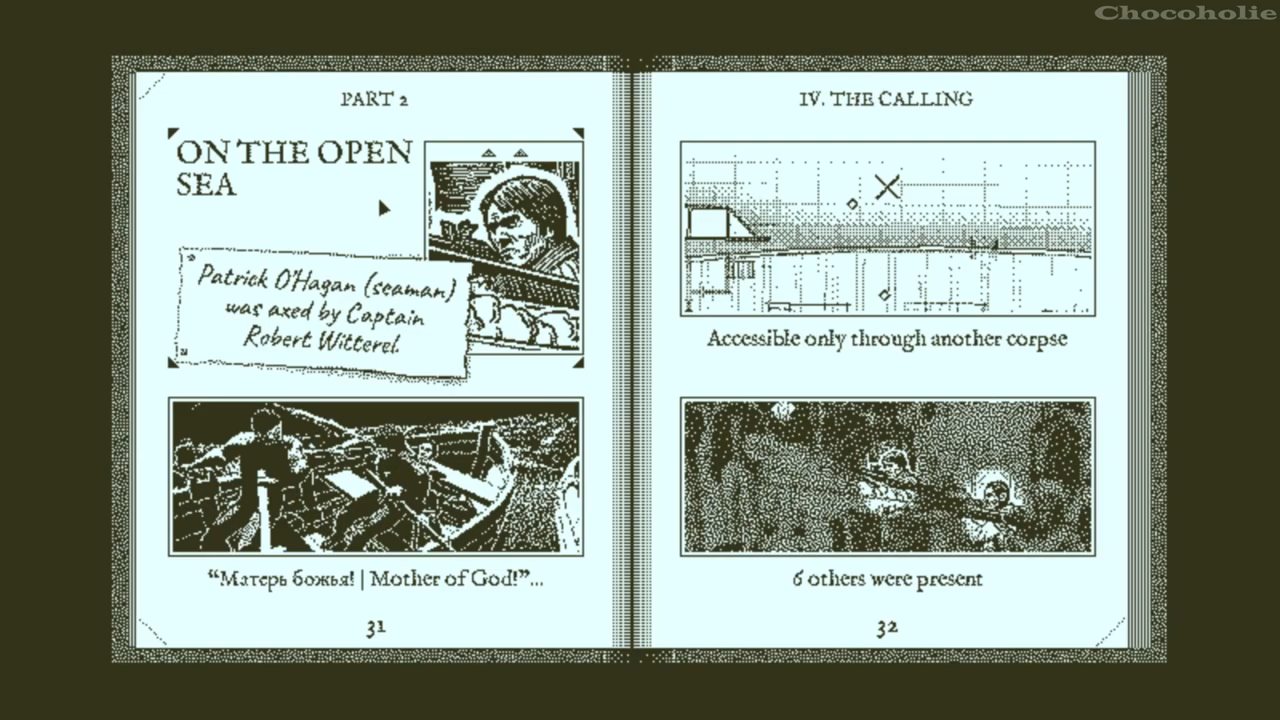 Chocoholie
PART 2
ON THE OPEN
SEA
Patrick O'Hagan (seaman)
was axed by Captain
Robert Witterel.
“Матерь божья! | Mother of God!”...
31
IV. THE CALLING
Accessible only through another corpse
6 others were present
32